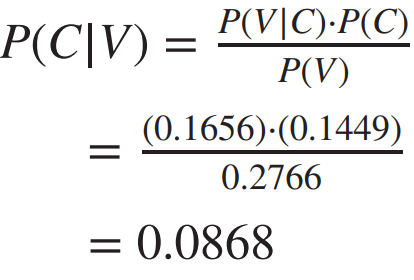 P(C|V) = P(V|C)·P(C) / P(V)
= (0.1656)·(0.1449) / 0.2766
= 0.0868